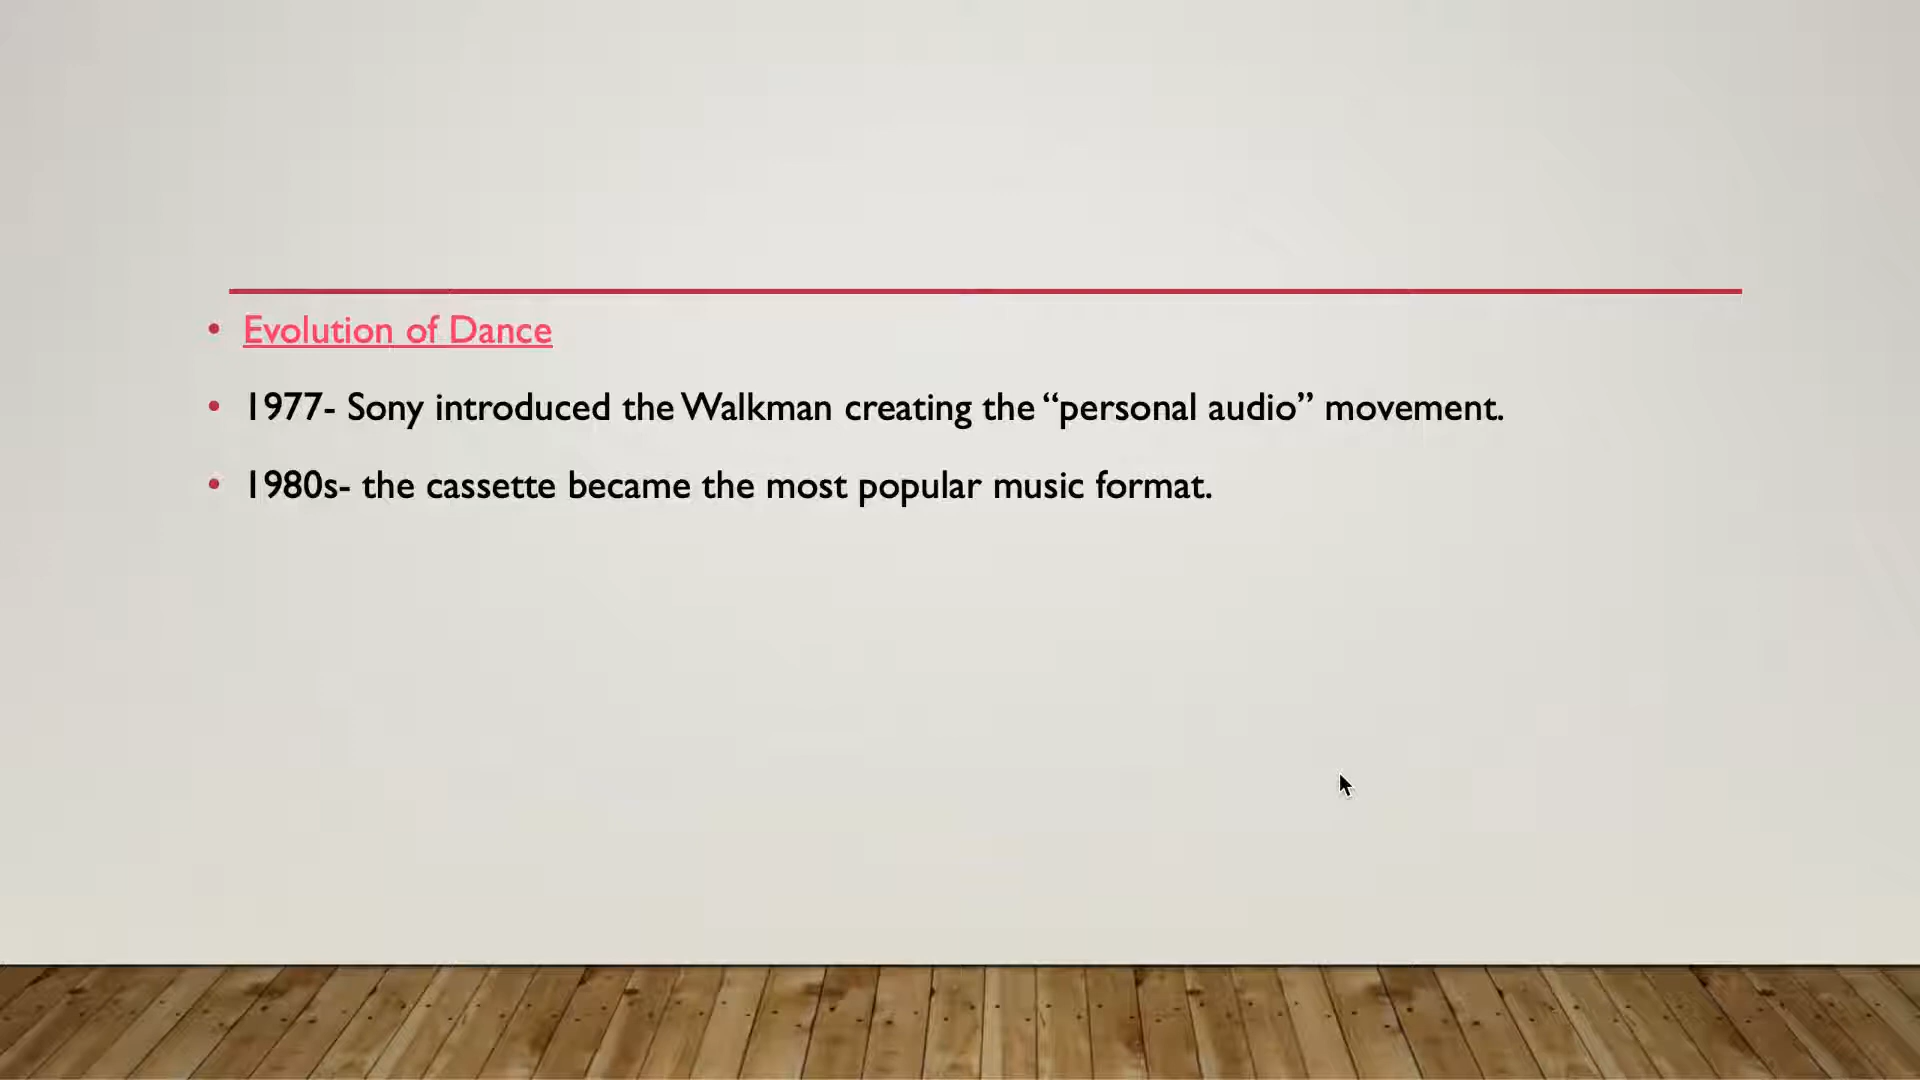 • Evolution of Dance
• 1977- Sony introduced the Walkman creating the “personal audio” movement.
• 1980s- the cassette became the most popular music format.